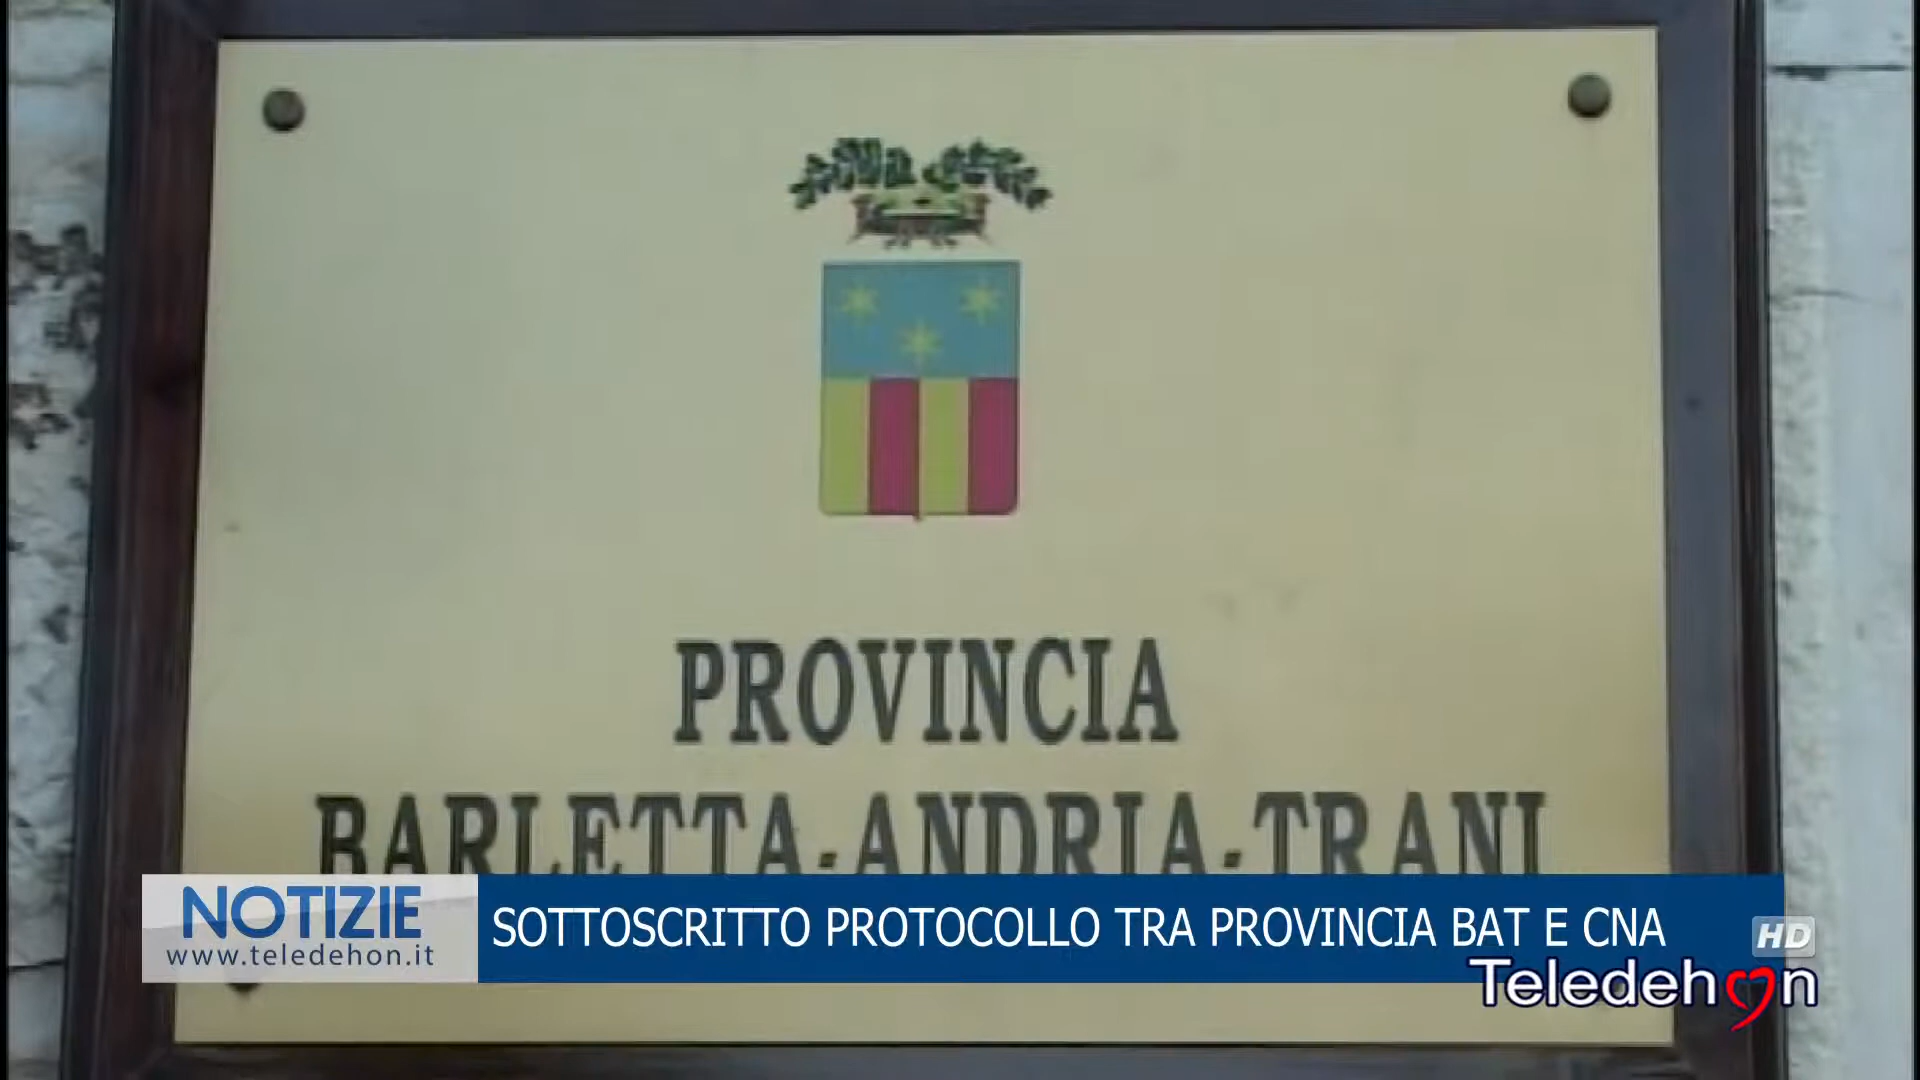 PROVINCIA
BARLETTA-ANDRIA-TRANI
NOTIZIE
www.teledehon.it
SOTTOSCRITTO PROTOCOLLO TRA PROVINCIA BAT E CNA
HD
Teledehon